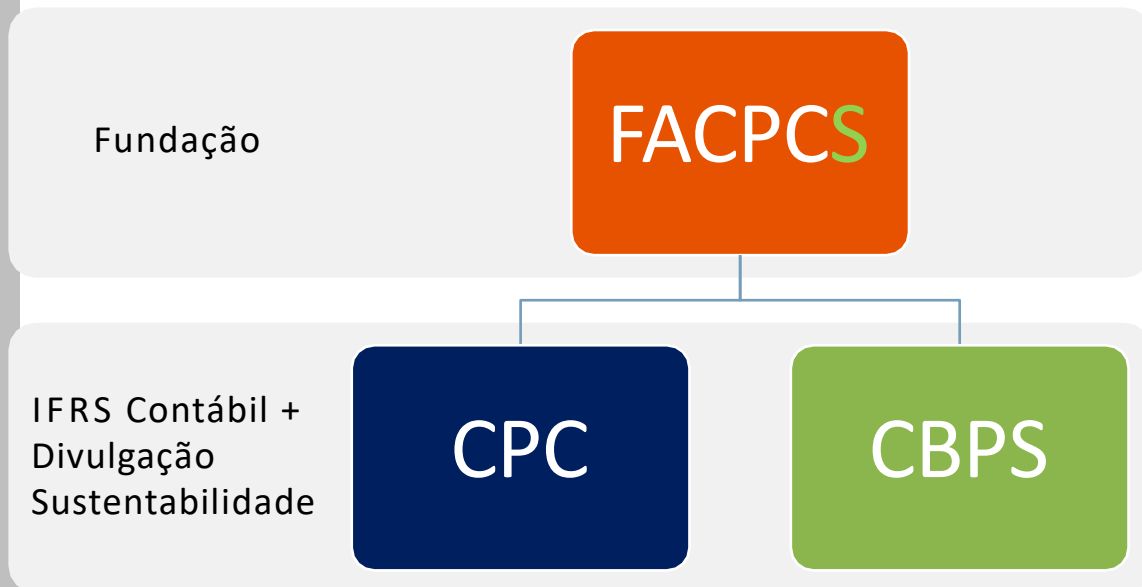 Fundação
FACPCS
IFRS Contábil +
Divulgação
Sustentabilidade
CPC
CBPS